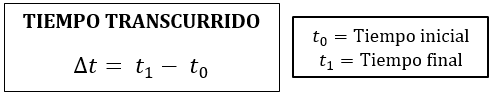 TIEMPO TRANSCURRIDO
Δt = t₁ − t₀
t₀ = Tiempo inicial
t₁ = Tiempo final